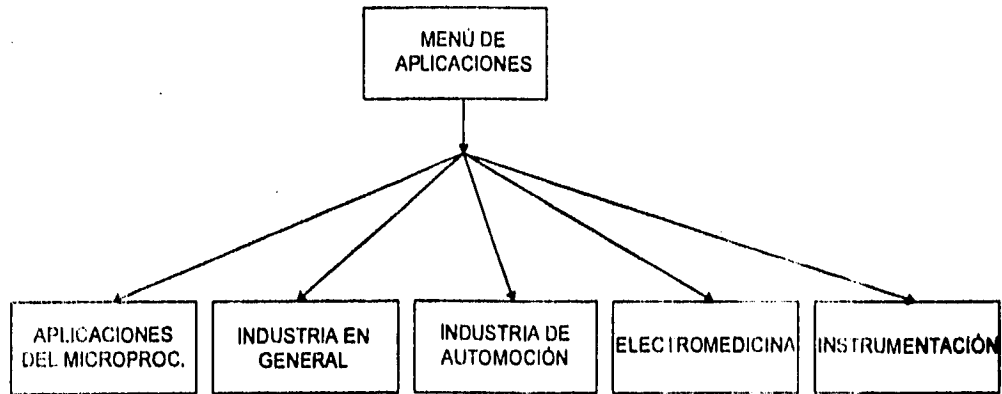 MENÚ DE
APLICACIONES
APLICACIONES
DEL MICROPROC.
INDUSTRIA EN
GENERAL
INDUSTRIA DE
AUTOMOCIÓN
ELECTROMEDICINA
INSTRUMENTACIÓN